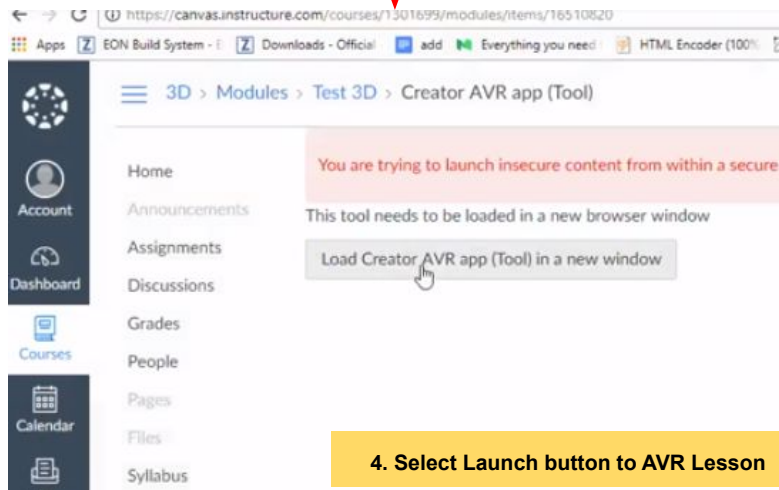 https://canvas.instructure.com/courses/1301699/modules/items/16510820
Apps Z EON Build System - E Z Downloads - Official add Everything you need HTML Encoder (100%
3D > Modules > Test 3D > Creator AVR app (Tool)
You are trying to launch insecure content from within a secure
Home
Account
Announcements
This tool needs to be loaded in a new browser window
Assignments
Load Creator AVR app (Tool) in a new window
Dashboard
Discussions
Grades
Courses
People
Pages
Calendar
Files
4. Select Launch button to AVR Lesson
Syllabus